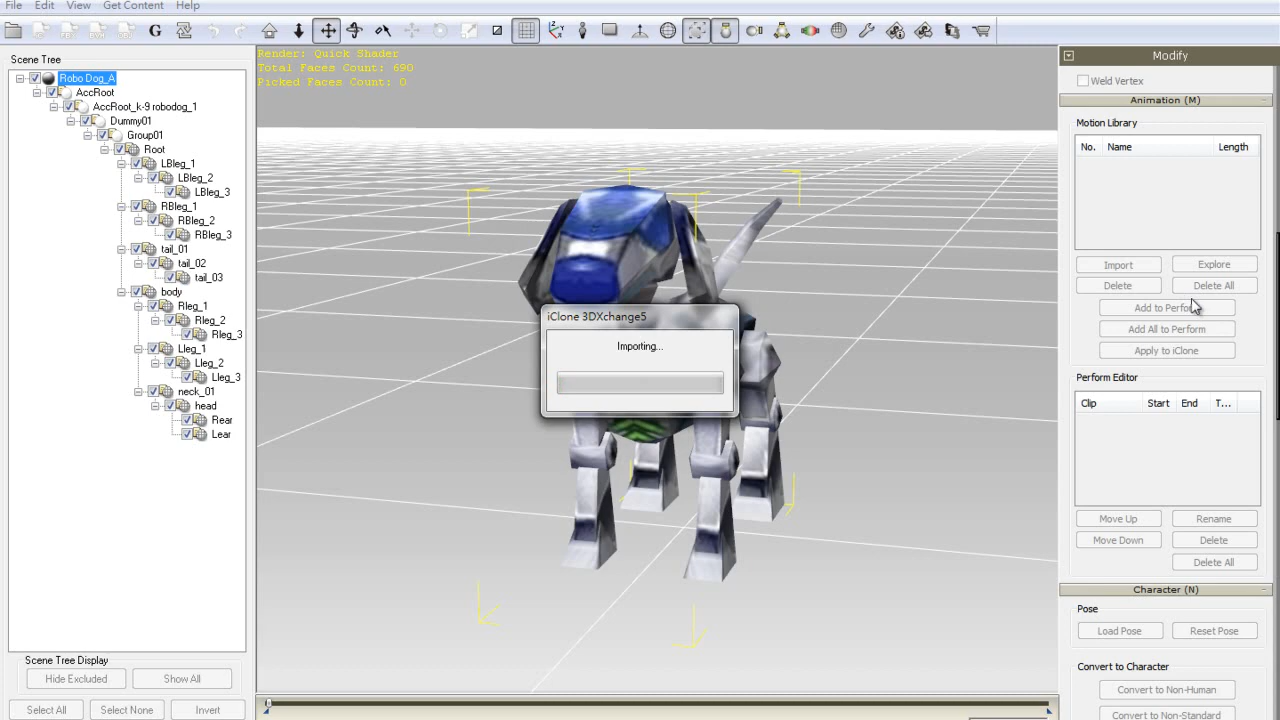 File Edit View Get Content Help
G
Scene Tree
Robo Dog_A
AccRoot
AccRoot_k-9 robodog_1
Dummy01
Group01
Root
LBleg_1
LBleg_2
LBleg_3
RBleg_1
RBleg_2
RBleg_3
tail_01
tail_02
tail_03
body
Rleg_1
Rleg_2
Rleg_3
Lleg_1
Lleg_2
Lleg_3
neck_01
head
Rear
Lear
Scene Tree Display
Hide Excluded Show All
Select All Select None Invert
Render: Quick Shader
Total Faces Count: 690
Picked Faces Count: 0
iClone 3DXchange5
Importing...
Modify
Weld Vertex
Animation (M)
Motion Library
No. Name Length
Import Explore
Delete Delete All
Add to Perform
Add All to Perform
Apply to iClone
Perform Editor
Clip Start End T...
Move Up Rename
Move Down Delete
Delete All
Character (N)
Pose
Load Pose Reset Pose
Convert to Character
Convert to Non-Human
Convert to Non-Standard